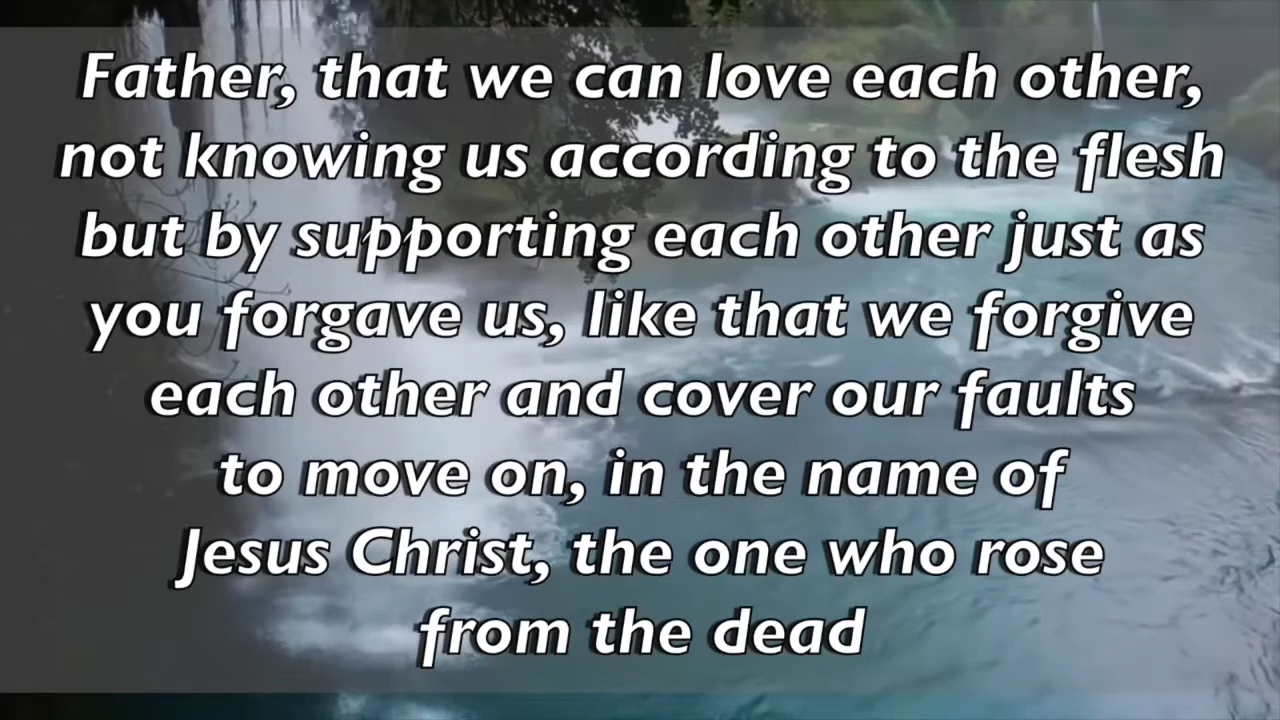 Father, that we can love each other,
not knowing us according to the flesh
but by supporting each other just as
you forgave us, like that we forgive
each other and cover our faults
to move on, in the name of
Jesus Christ, the one who rose
from the dead